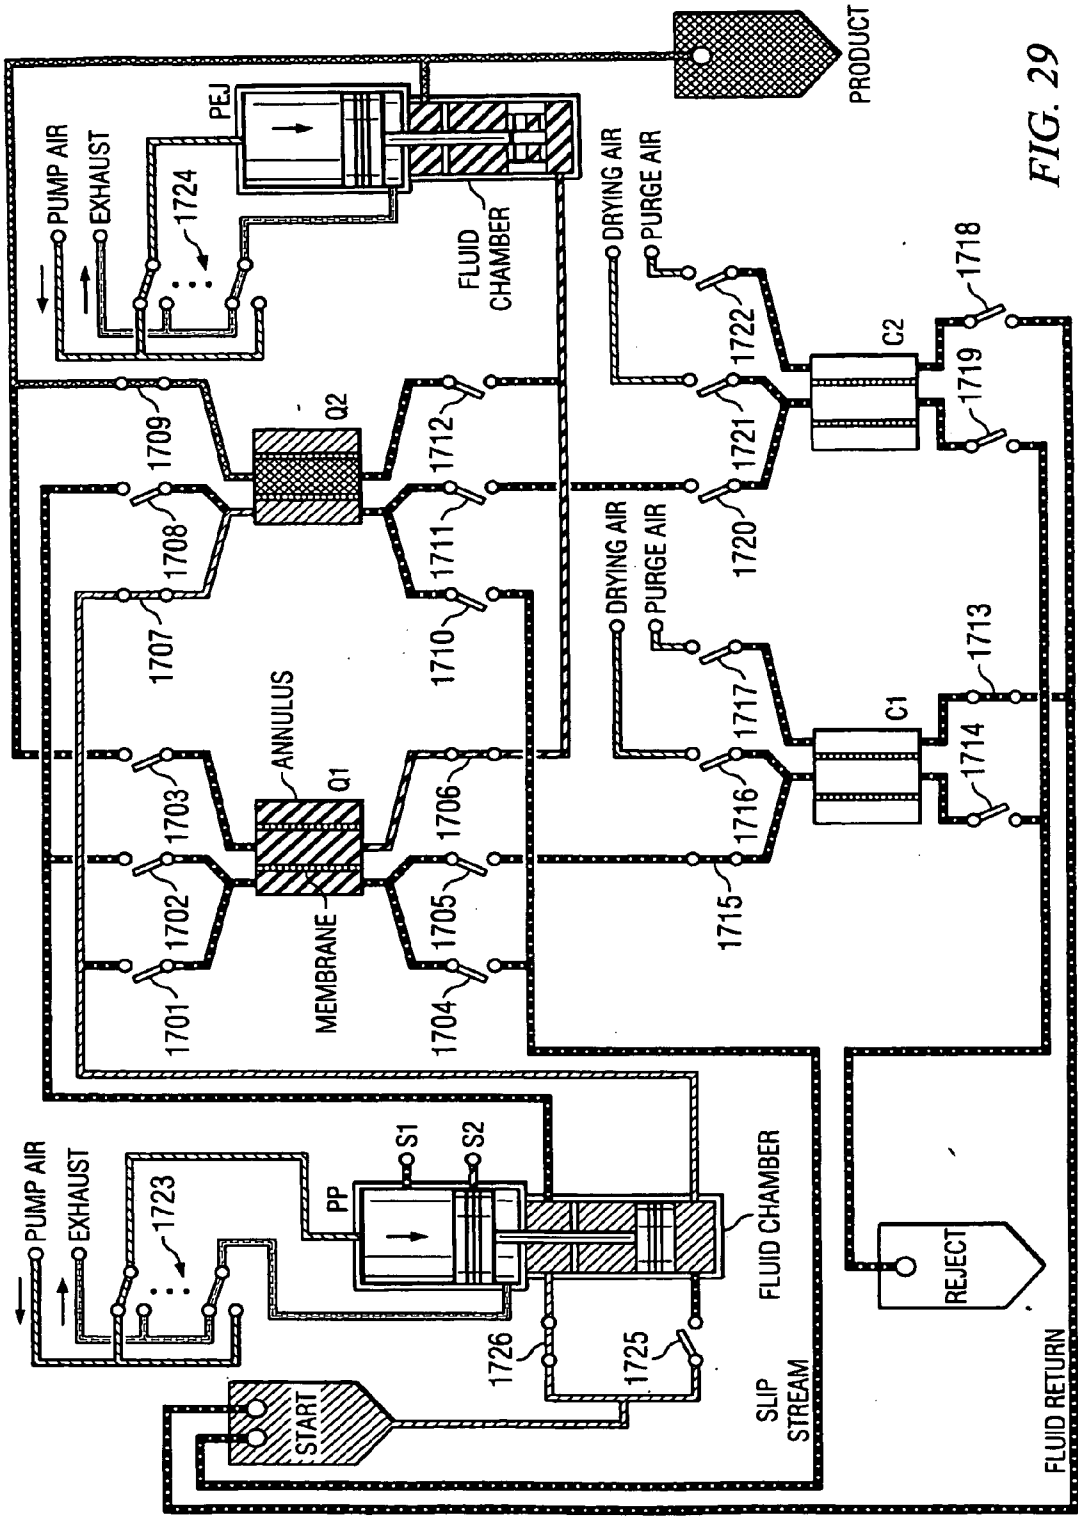 PUMP AIR
EXHAUST
1723
PP
S1
S2
START
1726
1725
FLUID CHAMBER
SLIP
STREAM
REJECT
FLUID RETURN
1701
1702
1703
ANNULUS
MEMBRANE
Q1
1704
1705
1706
1707
1708
1709
Q2
1710
1711
1712
PUMP AIR
EXHAUST
1724
PEJ
FLUID
CHAMBER
DRYING AIR
PURGE AIR
1715
1716
1717
C1
1714
1713
DRYING AIR
PURGE AIR
1720
1721
1722
C2
1719
1718
PRODUCT
FIG. 29